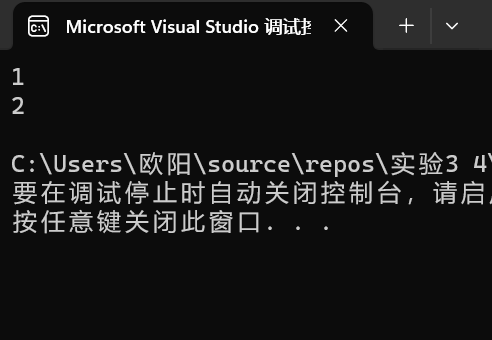 Microsoft Visual Studio 调试控
1
2
C:\Users\欧阳\source\repos\实验3 4\
要在调试停止时自动关闭控制台，请启用
按任意键关闭此窗口. . .